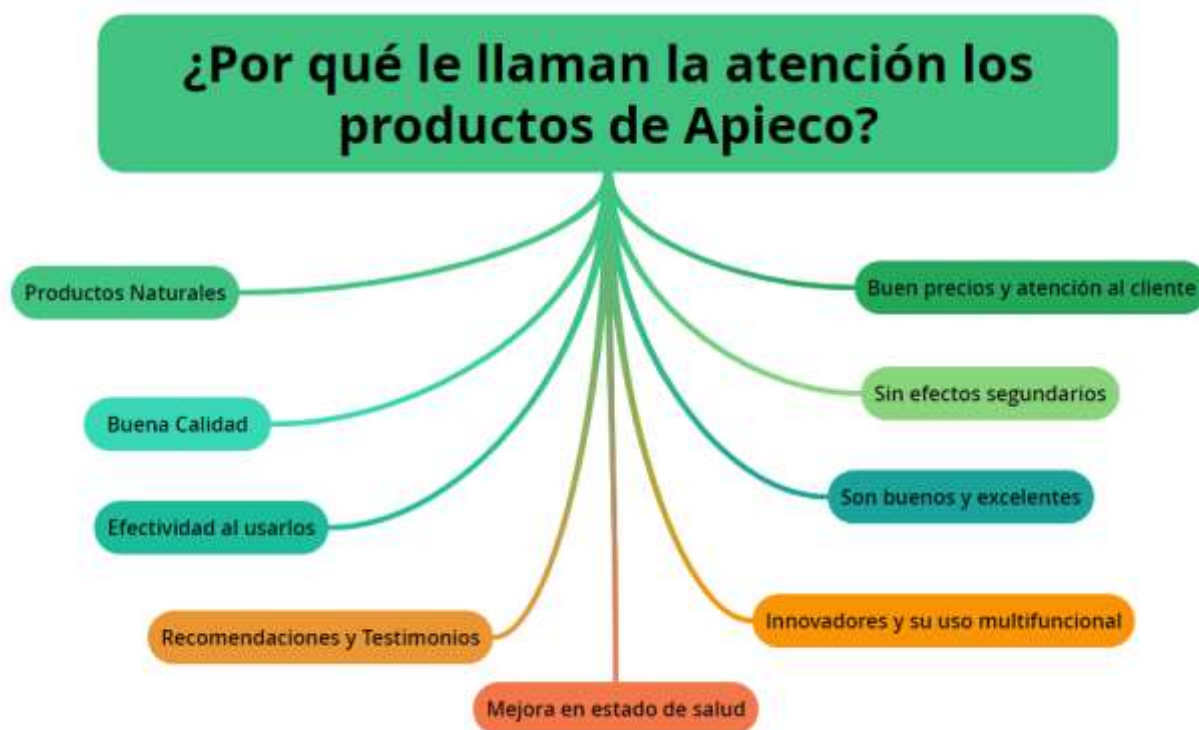 ¿Por qué le llaman la atención los
productos de Apieco?
Productos Naturales
Buena Calidad
Efectividad al usarlos
Recomendaciones y Testimonios
Mejora en estado de salud
Buen precios y atención al cliente
Sin efectos segundarios
Son buenos y excelentes
Innovadores y su uso multifuncional